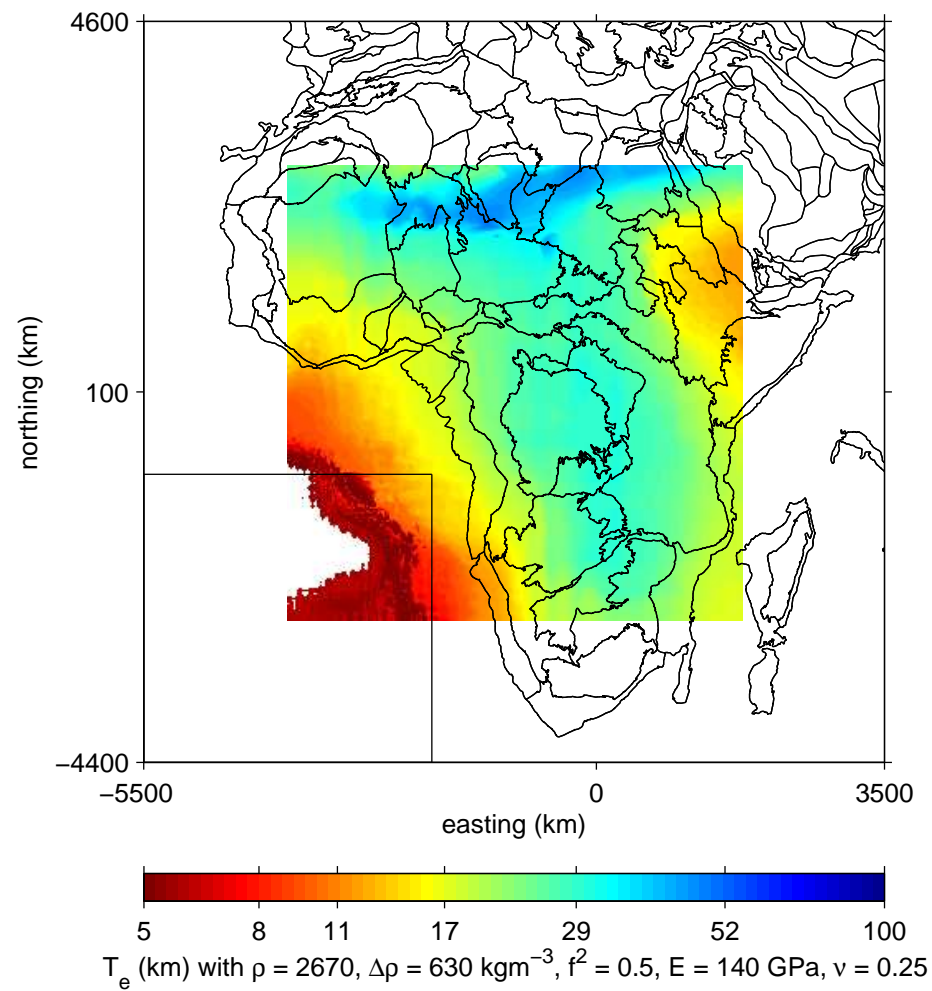 4600
northing (km)
100
−4400
−5500 0 3500
easting (km)
5 8 11 17 29 52 100
T_e (km) with ρ = 2670, Δρ = 630 kgm⁻³, f² = 0.5, E = 140 GPa, ν = 0.25